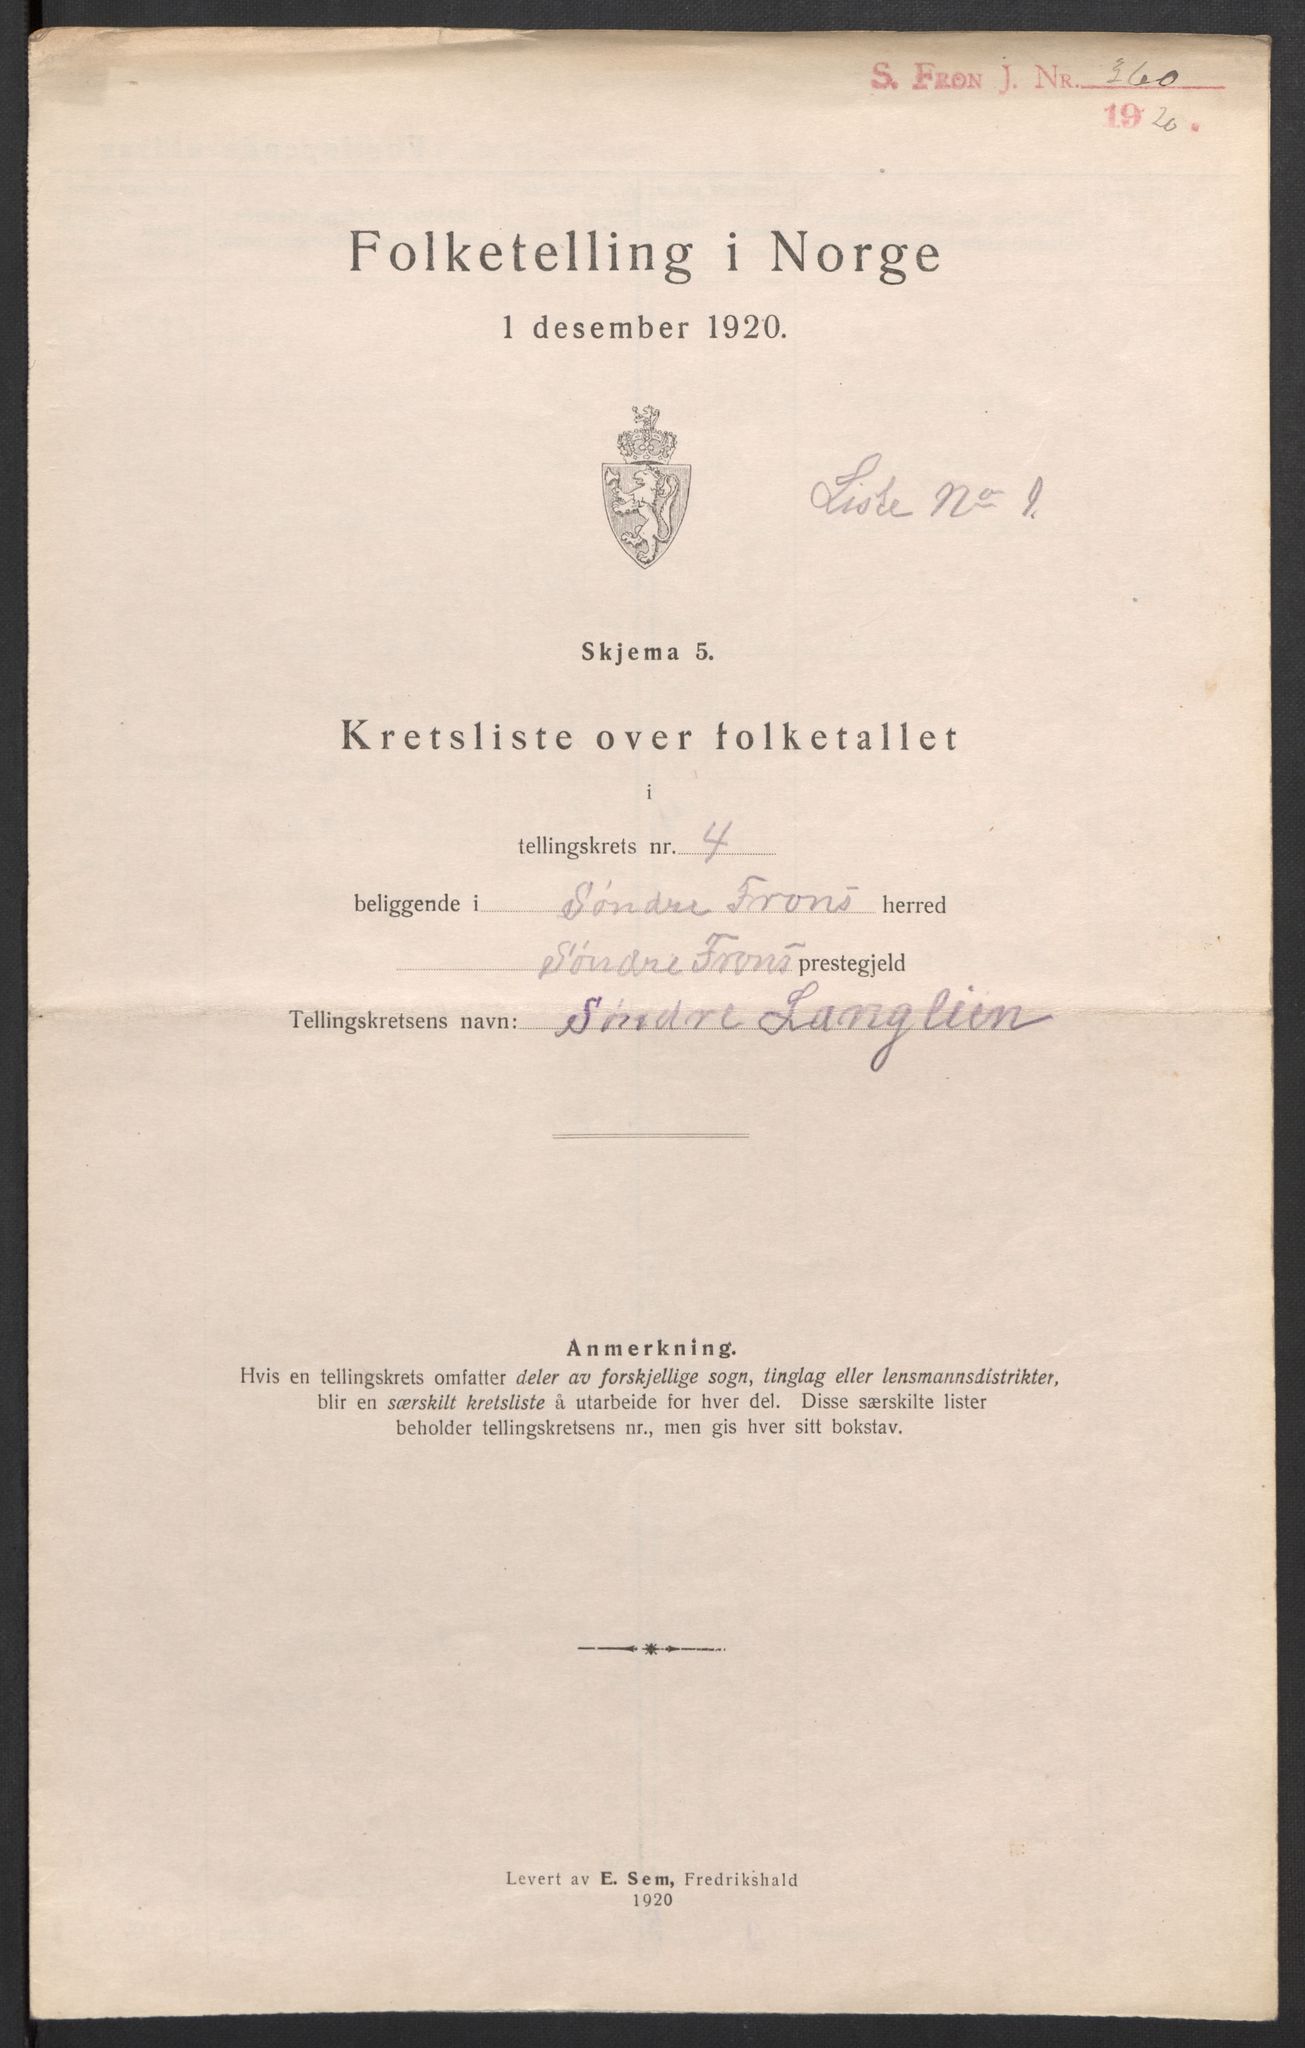 S. FRON J. NR. 360
1920.
Folketelling i Norge
1 desember 1920.
Liste No 1.
Skjema 5.
Kretsliste over folketallet
i
tellingskrets nr. 4
beliggende i Søndre Frons herred
Søndre Frons prestegjeld
Tellingskretsens navn: Søndre Langlien
Anmerkning.
Hvis en tellingskrets omfatter deler av forskjellige sogn, tinglag eller lensmannsdistrikter,
blir en særskilt kretsliste å utarbeide for hver del. Disse særskilte lister
beholder tellingskretsens nr., men gis hver sitt bokstav.
Levert av E. Sem, Fredrikshald
1920